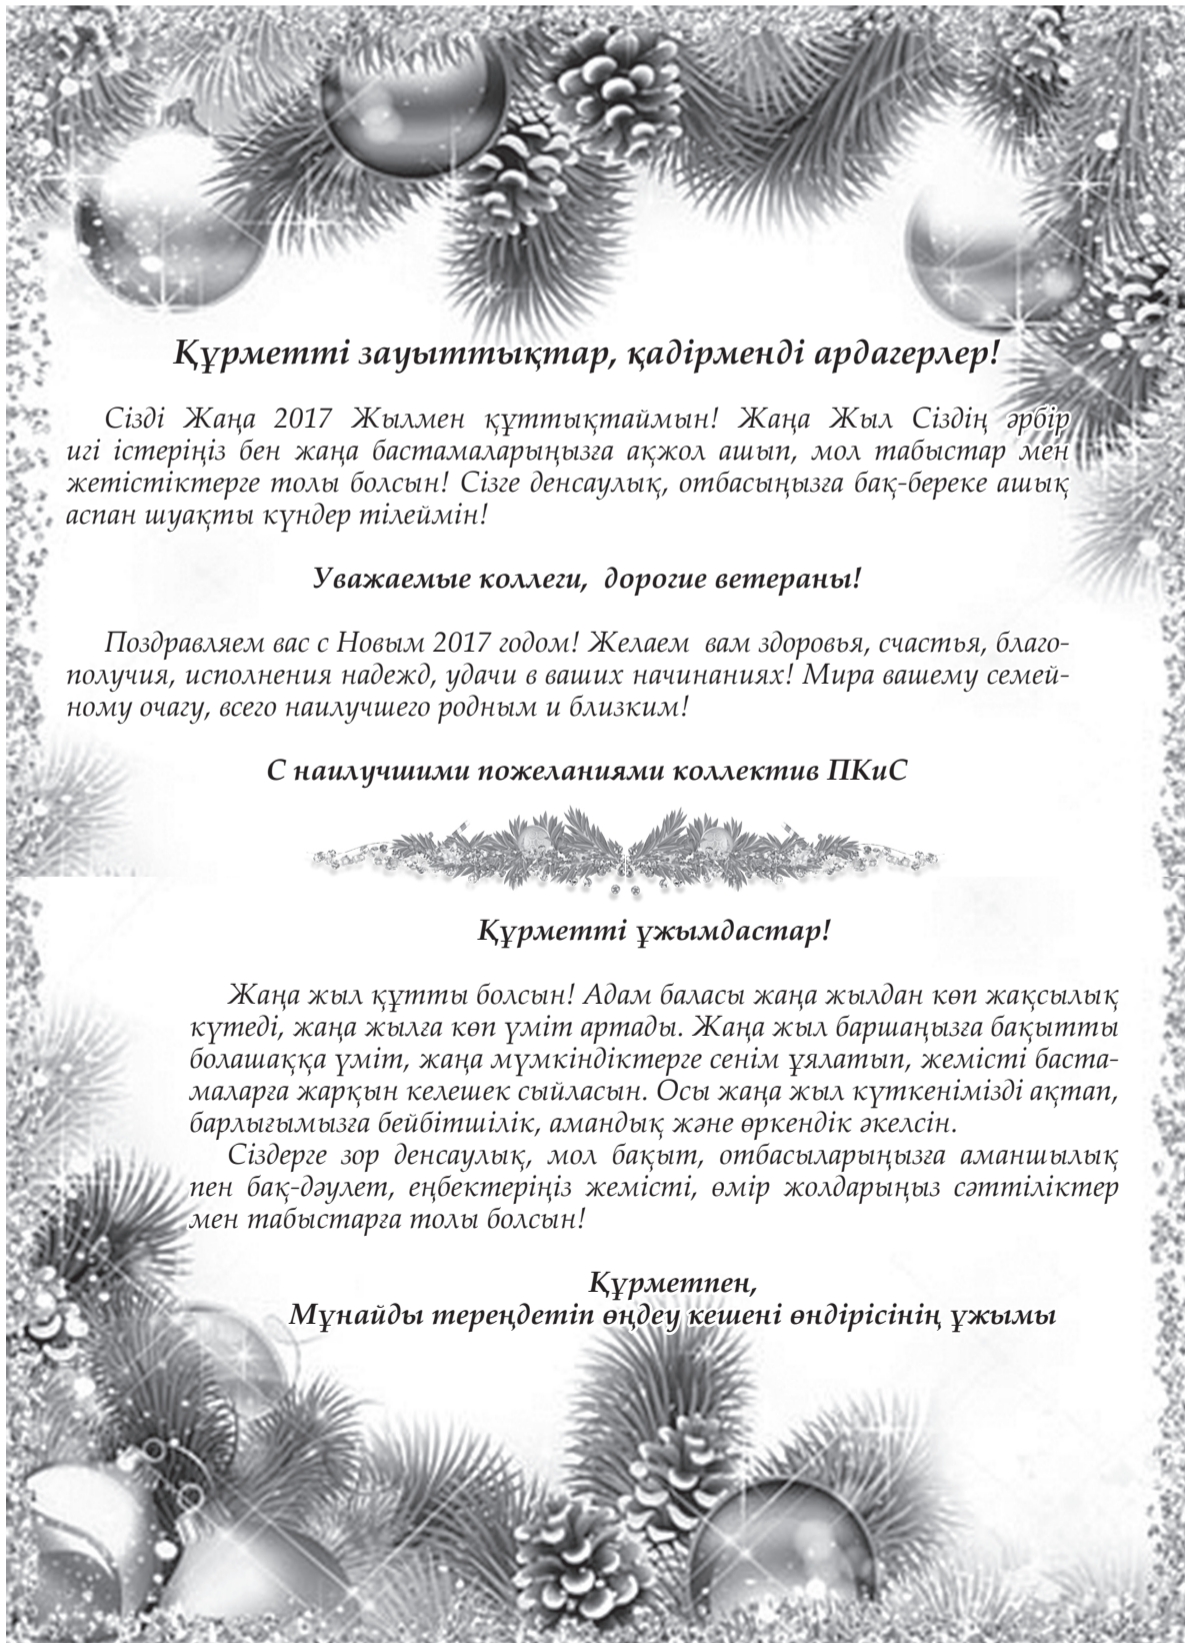 Құрметті зауыттықтар, қадірменді ардагерлер!
Сізді Жаңа 2017 Жылмен құттықтаймын! Жаңа Жыл Сіздің әрбір
игі істеріңіз бен жаңа бастамаларыңызға ақжол ашып, мол табыстар мен
жетістіктерге толы болсын! Сізге денсаулық, отбасыңызға бақ-береке ашық
аспан шуақты күндер тілеймін!
Уважаемые коллеги, дорогие ветераны!
Поздравляем вас с Новым 2017 годом! Желаем вам здоровья, счастья, благо-
получия, исполнения надежд, удачи в ваших начинаниях! Мира вашему семей-
ному очагу, всего наилучшего родным и близким!
С наилучшими пожеланиями коллектив ПКиС
Құрметті ұжымдастар!
Жаңа жыл құтты болсын! Адам баласы жаңа жылдан көп жақсылық
күтеді, жаңа жылға көп үміт артады. Жаңа жыл баршаңызға бақытты
болашаққа үміт, жаңа мүмкіндіктерге сенім ұялатып, жемісті баста-
маларға жарқын келешек сыйласын. Осы жаңа жыл күткенімізді ақтап,
барлығымызға бейбітшілік, амандық және өркендік әкелсін.
Сіздерге зор денсаулық, мол бақыт, отбасыларыңызға аманшылық
пен бақ-дәулет, еңбектеріңіз жемісті, өмір жолдарыңыз сәттіліктер
мен табыстарға толы болсын!
Құрметпен,
Мұнайды тереңдетіп өңдеу кешені өндірісінің ұжымы